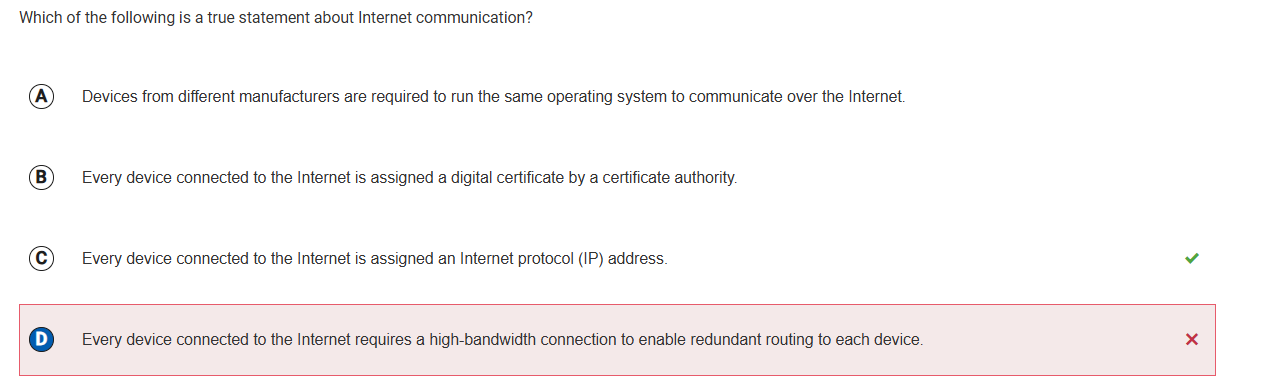 Which of the following is a true statement about Internet communication?
A Devices from different manufacturers are required to run the same operating system to communicate over the Internet.
B Every device connected to the Internet is assigned a digital certificate by a certificate authority.
C Every device connected to the Internet is assigned an Internet protocol (IP) address.
D Every device connected to the Internet requires a high-bandwidth connection to enable redundant routing to each device.